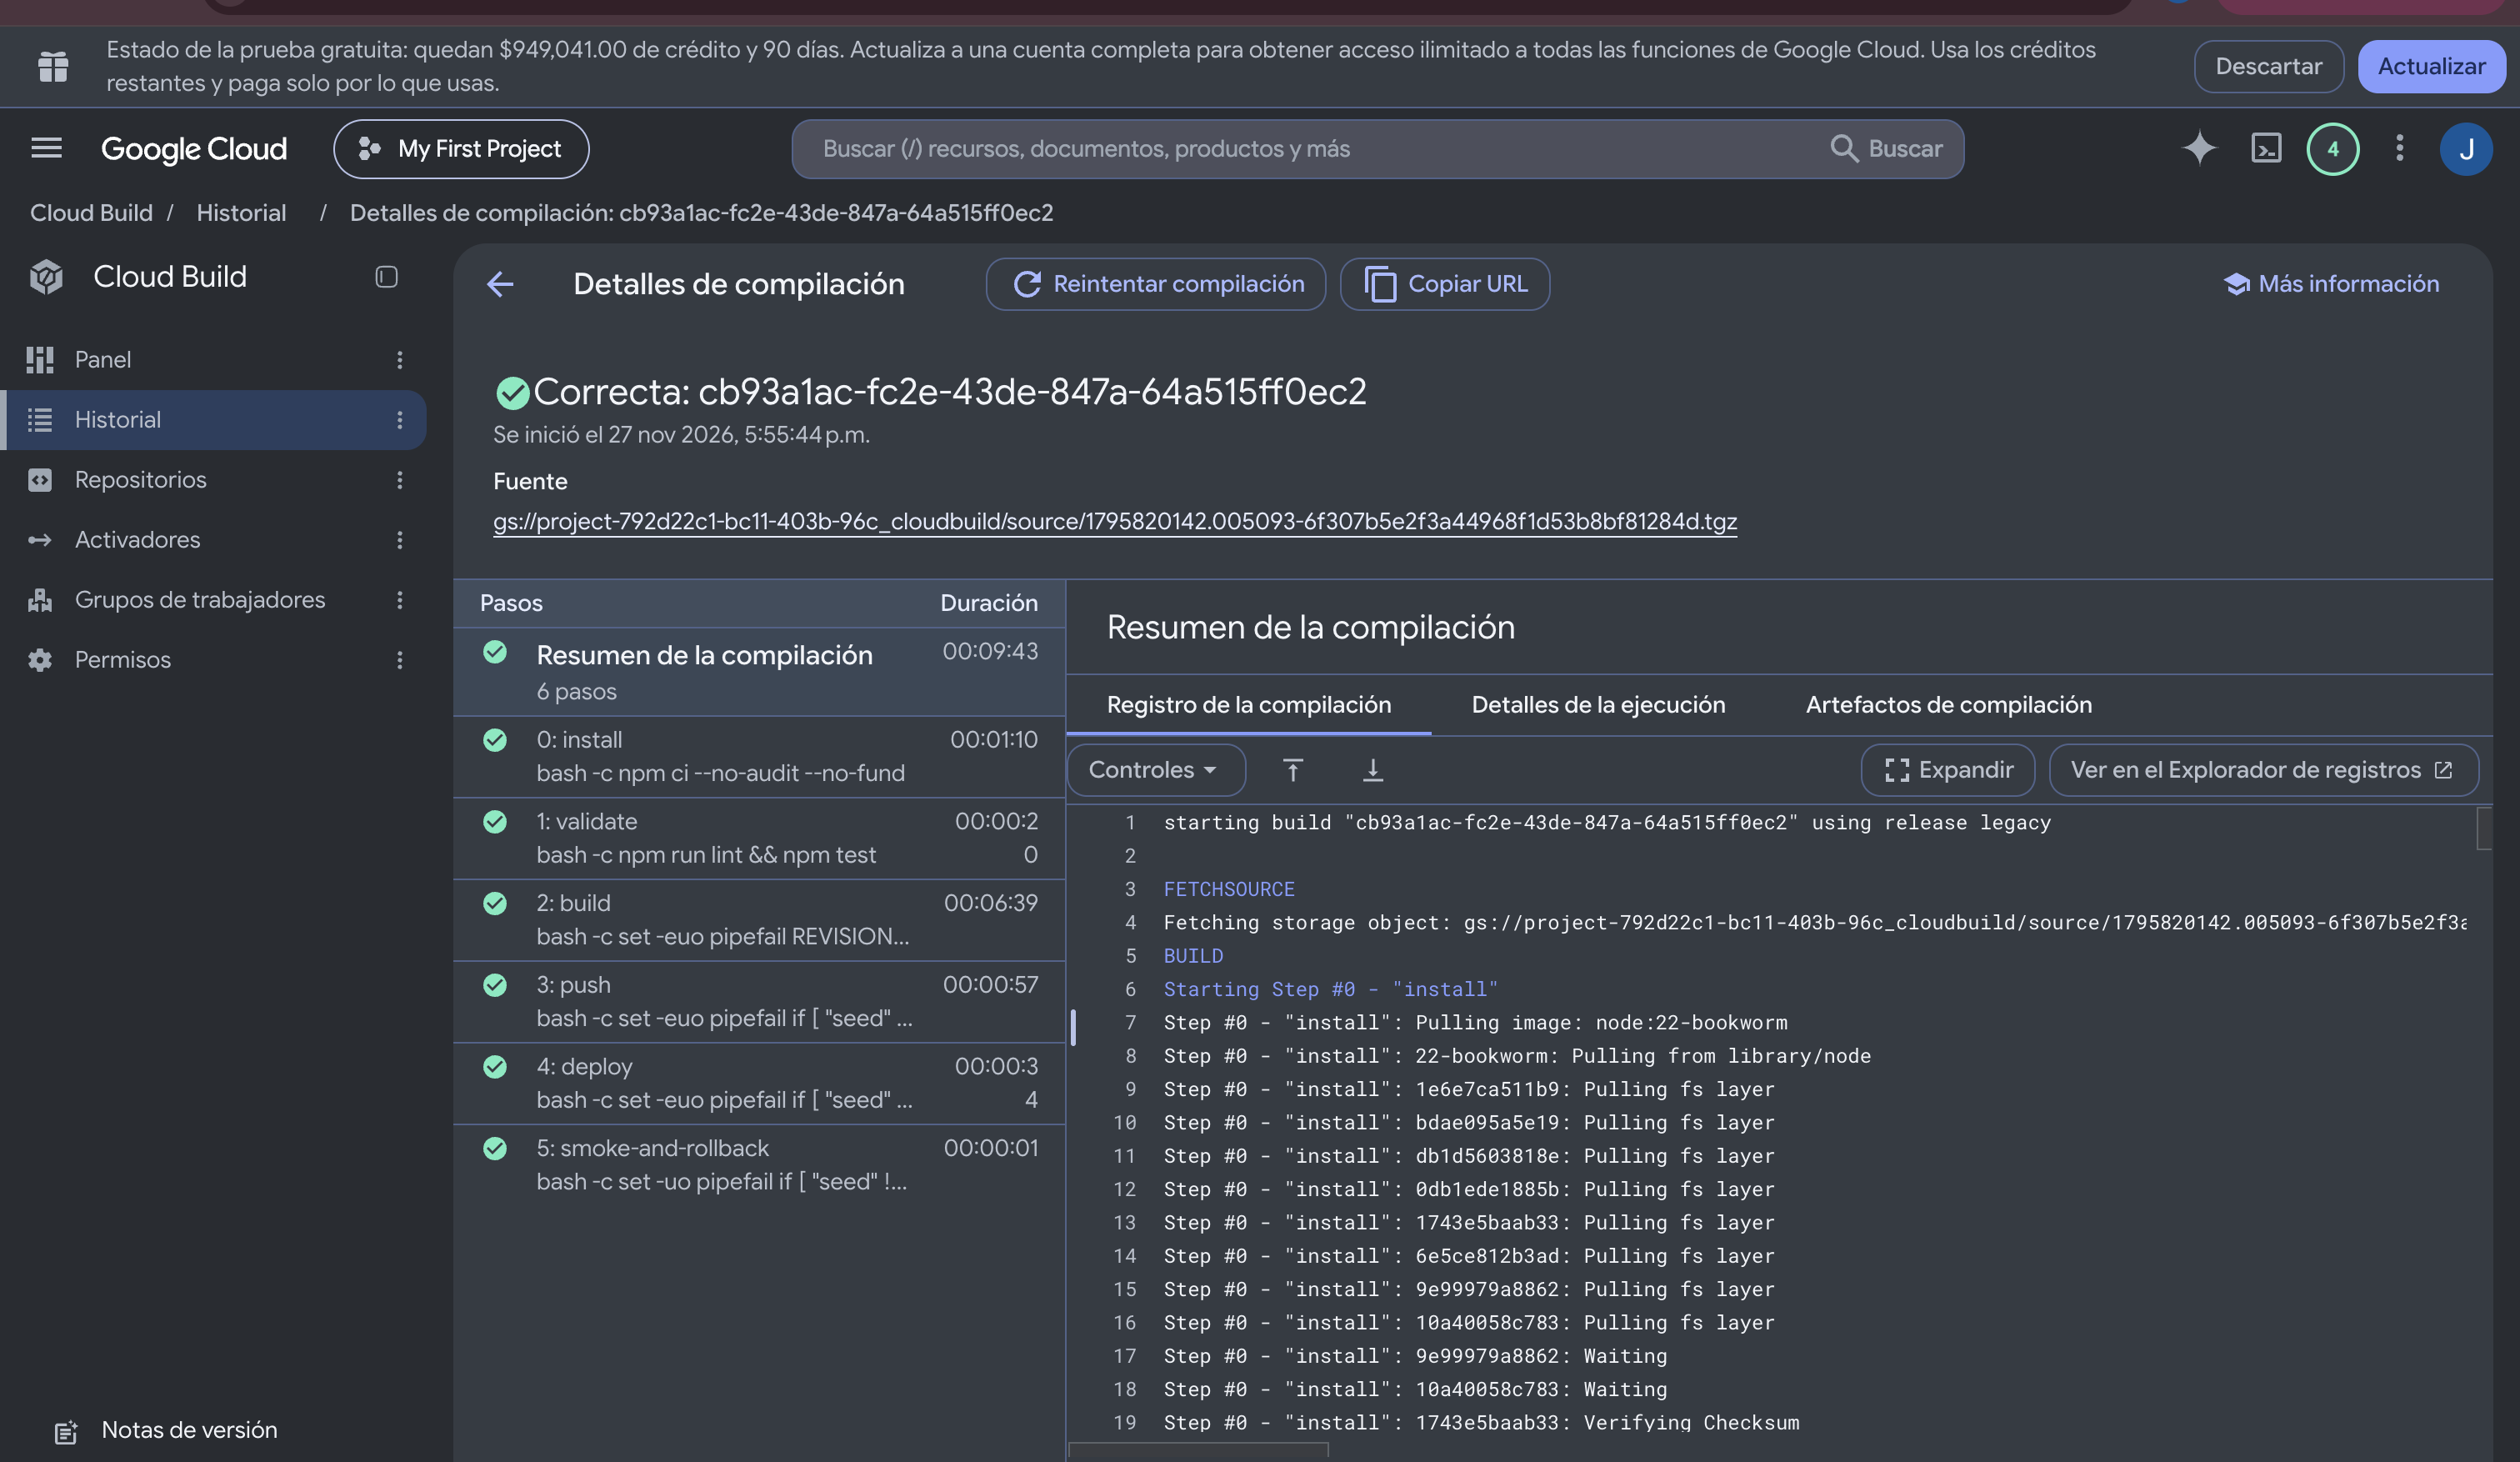 Estado de la prueba gratuita: quedan $949,041.00 de crédito y 90 días. Actualiza a una cuenta completa para obtener acceso ilimitado a todas las funciones de Google Cloud. Usa los créditos
restantes y paga solo por lo que usas.
Descartar
Actualizar
Google Cloud
My First Project
Buscar (/) recursos, documentos, productos y más
Buscar
4
J
Cloud Build / Historial / Detalles de compilación: cb93a1ac-fc2e-43de-847a-64a515ff0ec2
Cloud Build
Panel
Historial
Repositorios
Activadores
Grupos de trabajadores
Permisos
Notas de versión
Detalles de compilación
Reintentar compilación
Copiar URL
Más información
Correcta: cb93a1ac-fc2e-43de-847a-64a515ff0ec2
Se inició el 27 nov 2026, 5:55:44 p.m.
Fuente
gs://project-792d22c1-bc11-403b-96c_cloudbuild/source/1795820142.005093-6f307b5e2f3a44968f1d53b8bf81284d.tgz
Pasos Duración
Resumen de la compilación 00:09:43
6 pasos
0: install 00:01:10
bash -c npm ci --no-audit --no-fund
1: validate 00:00:2
bash -c npm run lint && npm test 0
2: build 00:06:39
bash -c set -euo pipefail REVISION...
3: push 00:00:57
bash -c set -euo pipefail if [ "seed" ...
4: deploy 00:00:3
bash -c set -euo pipefail if [ "seed" ... 4
5: smoke-and-rollback 00:00:01
bash -c set -uo pipefail if [ "seed" !...
Resumen de la compilación
Registro de la compilación
Detalles de la ejecución
Artefactos de compilación
Controles
Expandir
Ver en el Explorador de registros
1 starting build "cb93a1ac-fc2e-43de-847a-64a515ff0ec2" using release legacy
2
3 FETCHSOURCE
4 Fetching storage object: gs://project-792d22c1-bc11-403b-96c_cloudbuild/source/1795820142.005093-6f307b5e2f3a
5 BUILD
6 Starting Step #0 - "install"
7 Step #0 - "install": Pulling image: node:22-bookworm
8 Step #0 - "install": 22-bookworm: Pulling from library/node
9 Step #0 - "install": 1e6e7ca511b9: Pulling fs layer
10 Step #0 - "install": bdae095a5e19: Pulling fs layer
11 Step #0 - "install": db1d5603818e: Pulling fs layer
12 Step #0 - "install": 0db1ede1885b: Pulling fs layer
13 Step #0 - "install": 1743e5baab33: Pulling fs layer
14 Step #0 - "install": 6e5ce812b3ad: Pulling fs layer
15 Step #0 - "install": 9e99979a8862: Pulling fs layer
16 Step #0 - "install": 10a40058c783: Pulling fs layer
17 Step #0 - "install": 9e99979a8862: Waiting
18 Step #0 - "install": 10a40058c783: Waiting
19 Step #0 - "install": 1743e5baab33: Verifying Checksum